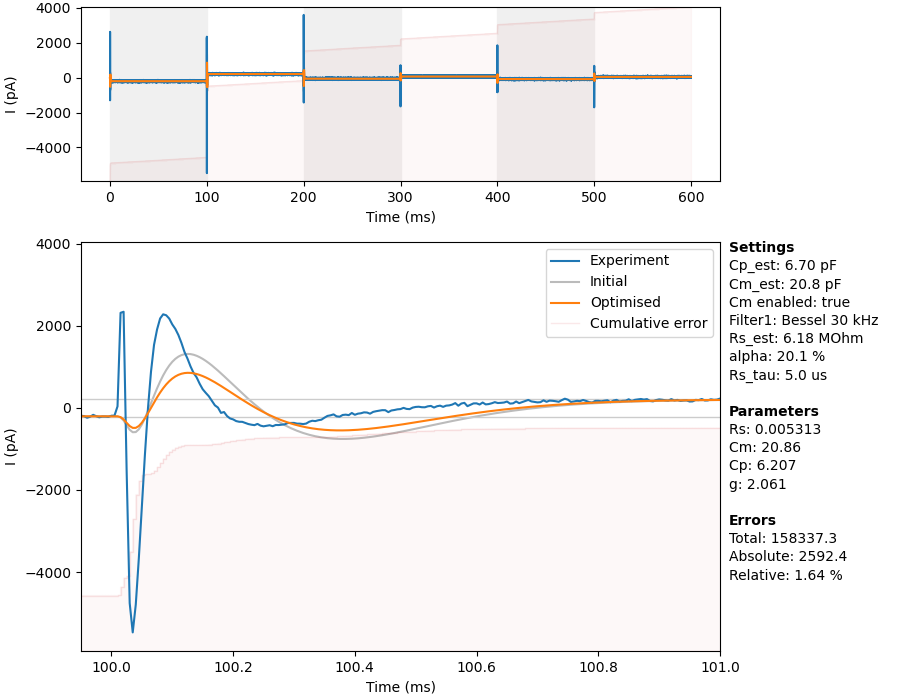 4000
2000
0
−2000
−4000
I (pA)
0 100 200 300 400 500 600
Time (ms)
4000
2000
0
−2000
−4000
I (pA)
100.0 100.2 100.4 100.6 100.8 101.0
Time (ms)
Experiment
Initial
Optimised
Cumulative error
Settings
Cp_est: 6.70 pF
Cm_est: 20.8 pF
Cm enabled: true
Filter1: Bessel 30 kHz
Rs_est: 6.18 MOhm
alpha: 20.1 %
Rs_tau: 5.0 us
Parameters
Rs: 0.005313
Cm: 20.86
Cp: 6.207
g: 2.061
Errors
Total: 158337.3
Absolute: 2592.4
Relative: 1.64 %